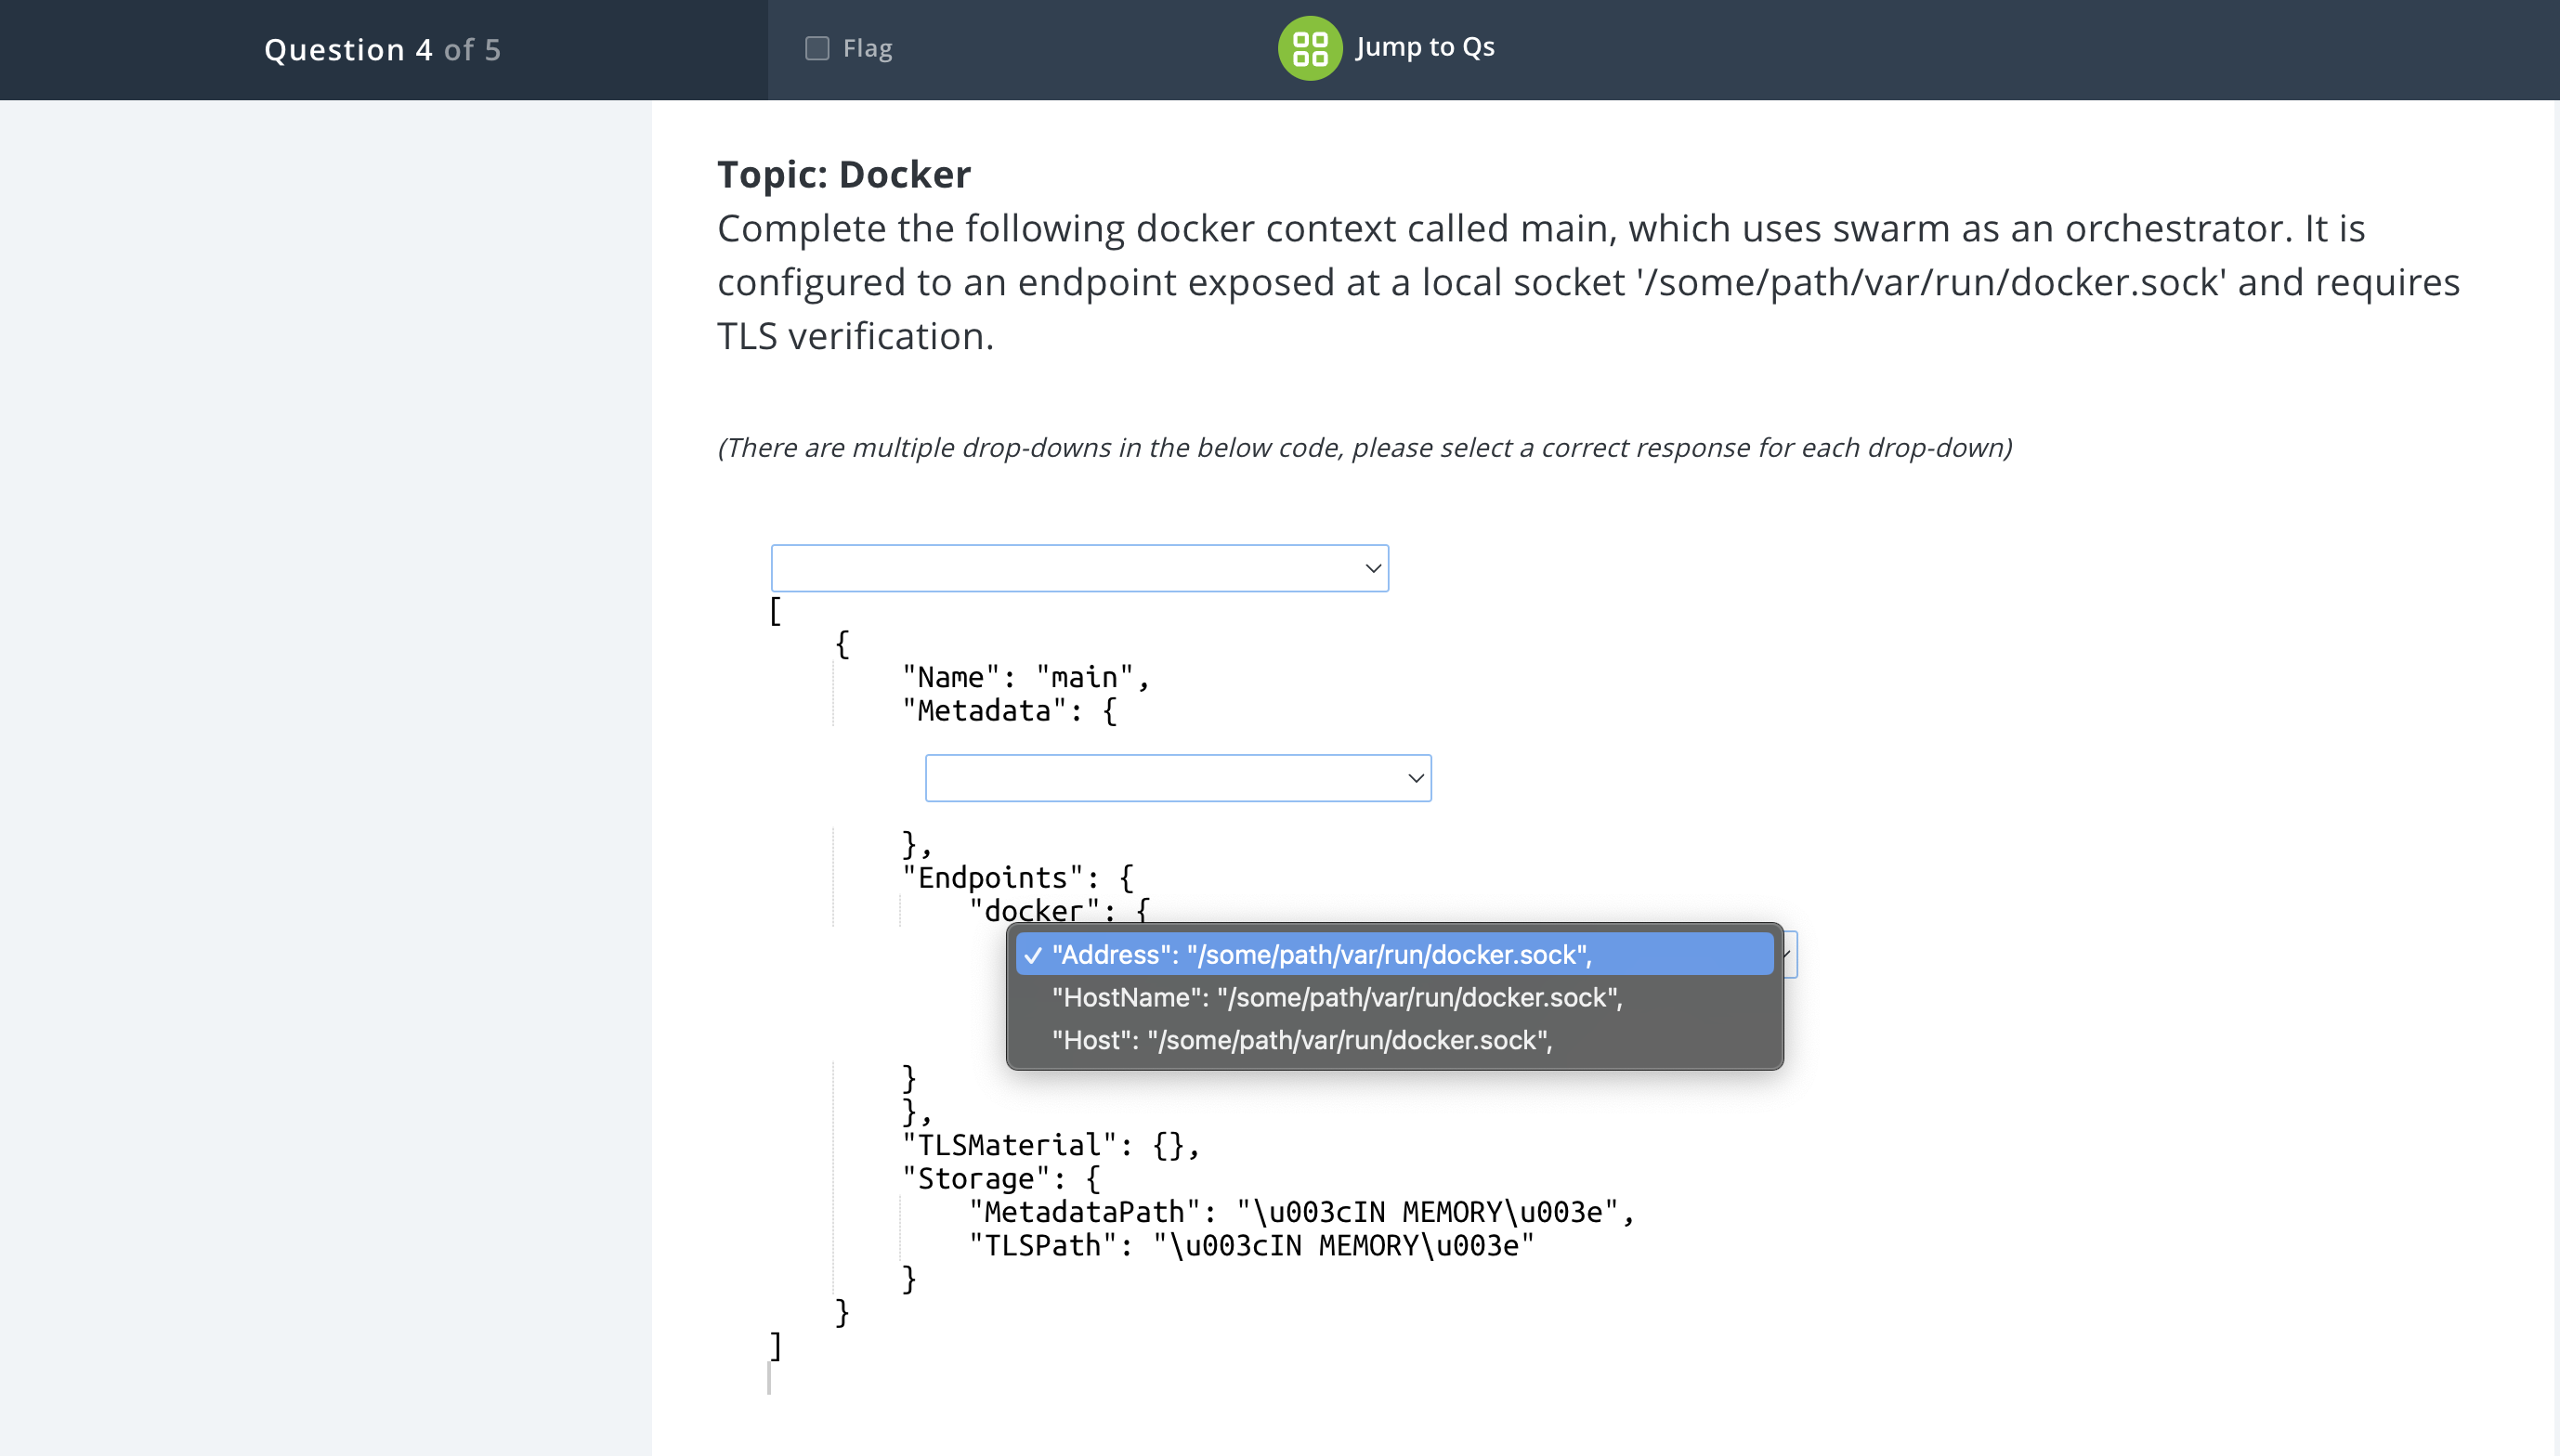 Question 4 of 5
Flag
Jump to Qs
Topic: Docker
Complete the following docker context called main, which uses swarm as an orchestrator. It is
configured to an endpoint exposed at a local socket '/some/path/var/run/docker.sock' and requires
TLS verification.
(There are multiple drop-downs in the below code, please select a correct response for each drop-down)
[
{
"Name": "main",
"Metadata": {
},
"Endpoints": {
"docker": {
✓ "Address": "/some/path/var/run/docker.sock",
"HostName": "/some/path/var/run/docker.sock",
"Host": "/some/path/var/run/docker.sock",
}
},
"TLSMaterial": {},
"Storage": {
"MetadataPath": "\u003cIN MEMORY\u003e",
"TLSPath": "\u003cIN MEMORY\u003e"
}
}
]